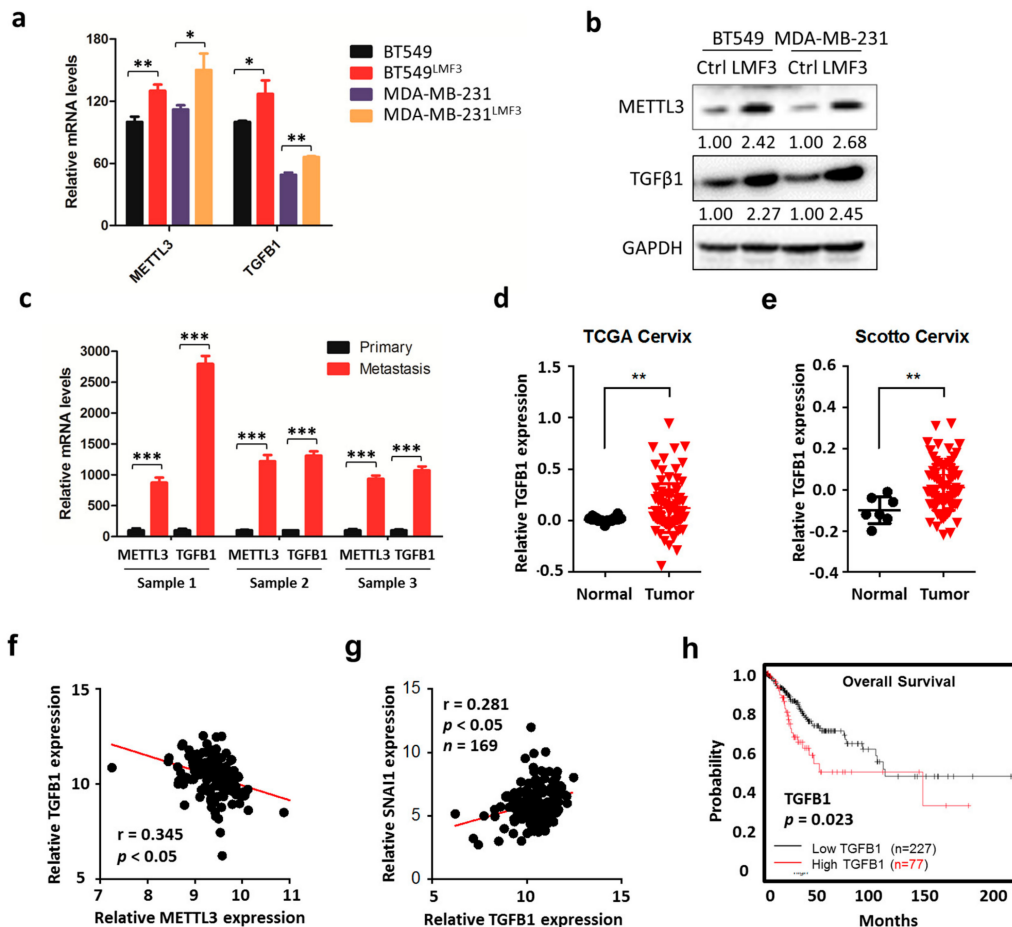 a
Relative mRNA levels
180
120
60
0
**
*
*
**
BT549
BT549LMF3
MDA-MB-231
MDA-MB-231LMF3
METTL3
TGFB1
b
BT549 MDA-MB-231
Ctrl LMF3 Ctrl LMF3
METTL3
1.00 2.42 1.00 2.68
TGFβ1
1.00 2.27 1.00 2.45
GAPDH
c
Relative mRNA levels
3000
2500
2000
1500
1000
500
0
***
***
***
***
***
***
Primary
Metastasis
METTL3 TGFB1 METTL3 TGFB1 METTL3 TGFB1
Sample 1 Sample 2 Sample 3
d
TCGA Cervix
Relative TGFB1 expression
1.5
1.0
0.5
0.0
-0.5
**
Normal Tumor
e
Scotto Cervix
Relative TGFB1 expression
0.6
0.4
0.2
0.0
-0.2
-0.4
**
Normal Tumor
f
Relative TGFB1 expression
15
10
5
r = 0.345
p < 0.05
7 8 9 10 11
Relative METTL3 expression
g
Relative SNAI1 expression
15
10
5
0
r = 0.281
p < 0.05
n = 169
5 10 15
Relative TGFB1 expression
h
Overall Survival
Probability
1.0
0.8
0.6
0.4
0.2
0
TGFB1
p = 0.023
Low TGFB1 (n=227)
High TGFB1 (n=77)
0 50 100 150 200
Months